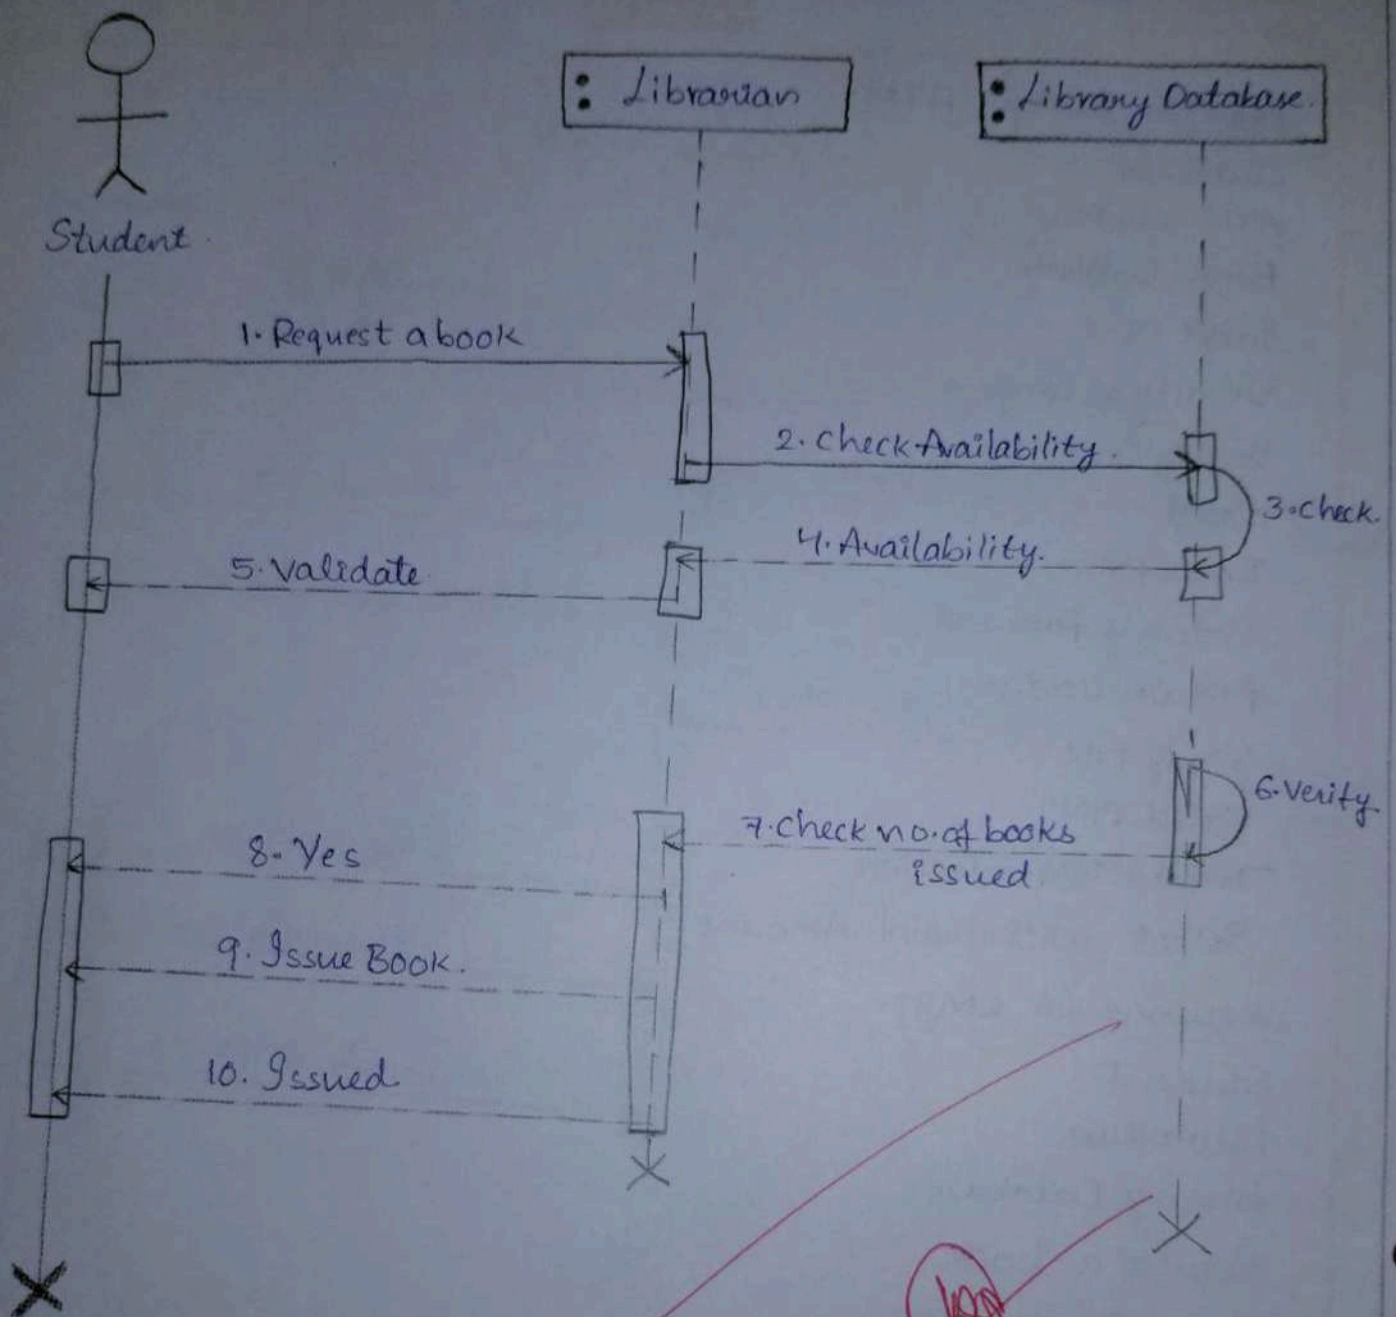 : Librarian
: Library Database.
Student
1. Request a book
2. Check Availability.
3. Check.
4. Availability.
5. Validate
6. Verify
7. Check no. of books
issued
8. Yes
9. Issue Book.
10. Issued